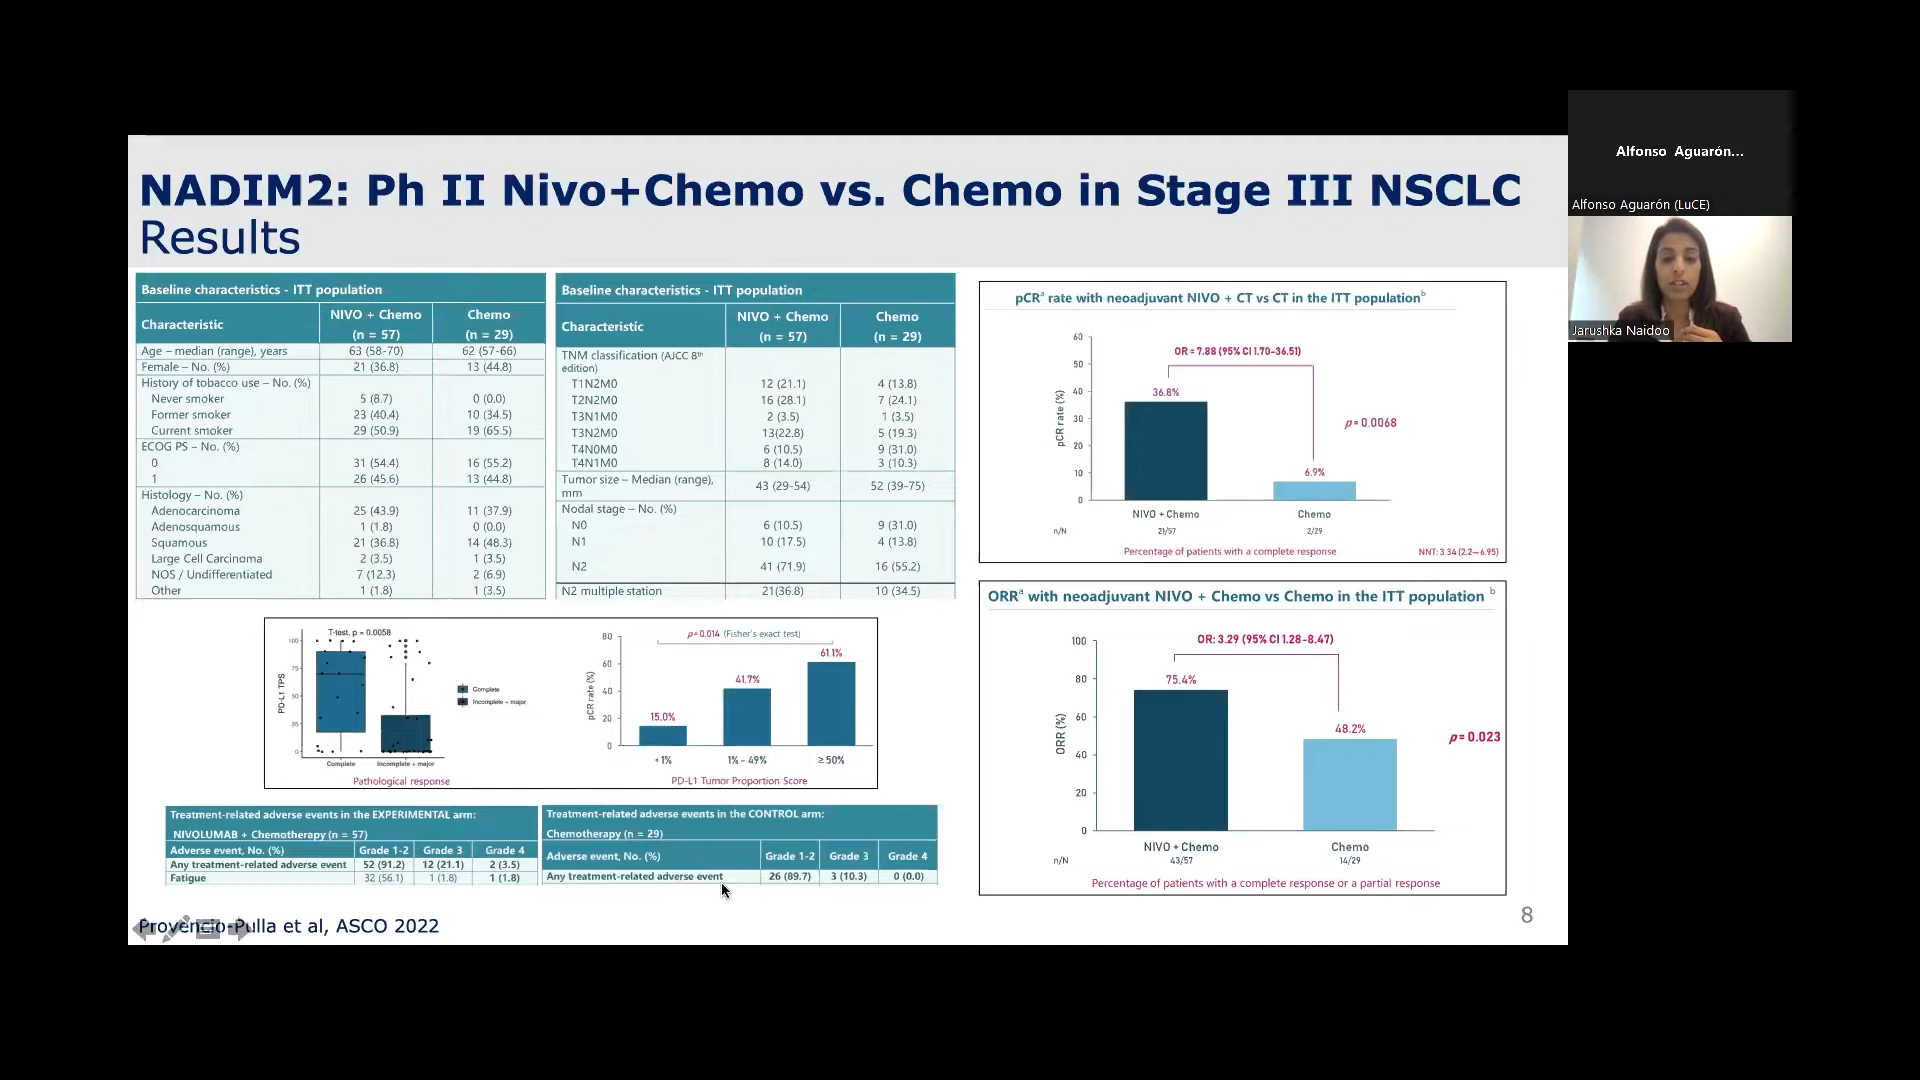 NADIM2: Ph II Nivo+Chemo vs. Chemo in Stage III NSCLC
Results
Baseline characteristics - ITT population
Characteristic NIVO + Chemo (n = 57) Chemo (n = 29)
Age – median (range), years 63 (58-70) 62 (57-66)
Female – No. (%) 21 (36.8) 13 (44.8)
History of tobacco use – No. (%)
Never smoker 5 (8.7) 0 (0.0)
Former smoker 23 (40.4) 10 (34.5)
Current smoker 29 (50.9) 19 (65.5)
ECOG PS – No. (%)
0 31 (54.4) 16 (55.2)
1 26 (45.6) 13 (44.8)
Histology – No. (%)
Adenocarcinoma 25 (43.9) 11 (37.9)
Adenosquamous 1 (1.8) 0 (0.0)
Squamous 21 (36.8) 14 (48.3)
Large Cell Carcinoma 2 (3.5) 1 (3.5)
NOS / Undifferentiated 7 (12.3) 2 (6.9)
Other 1 (1.8) 1 (3.5)
Baseline characteristics - ITT population
Characteristic NIVO + Chemo (n = 57) Chemo (n = 29)
TNM classification (AJCC 8th
edition)
T1N2M0 12 (21.1) 4 (13.8)
T2N2M0 16 (28.1) 7 (24.1)
T3N1M0 2 (3.5) 1 (3.5)
T3N2M0 13(22.8) 5 (19.3)
T4N0M0 6 (10.5) 9 (31.0)
T4N1M0 8 (14.0) 3 (10.3)
Tumor size – Median (range),
mm 43 (29-54) 52 (39-75)
Nodal stage – No. (%)
N0 6 (10.5) 9 (31.0)
N1 10 (17.5) 4 (13.8)
N2 41 (71.9) 16 (55.2)
N2 multiple station 21(36.8) 10 (34.5)
pCRa rate with neoadjuvant NIVO + CT vs CT in the ITT populationb
OR = 7.88 (95% CI 1.70-36.51)
pCR rate (%)
60
50
40
30
20
10
0
36.8%
6.9%
p = 0.0068
NIVO + Chemo Chemo
n/N 21/57 2/29
Percentage of patients with a complete response
NNT: 3.34 (2.2–6.95)
ORRa with neoadjuvant NIVO + Chemo vs Chemo in the ITT population b
OR: 3.29 (95% CI 1.28-8.47)
ORR (%)
100
80
60
40
20
0
75.4%
48.2%
p = 0.023
NIVO + Chemo Chemo
n/N 43/57 14/29
Percentage of patients with a complete response or a partial response
T-test, p = 0.0058
PD-L1 TPS
100
75
50
25
0
Complete Incomplete + major
Complete
Incomplete + major
Pathological response
p = 0.014 (Fisher's exact test)
pCR rate (%)
80
60
40
20
0
15.0%
41.7%
61.1%
< 1% 1% - 49% ≥ 50%
PD-L1 Tumor Proportion Score
Treatment-related adverse events in the EXPERIMENTAL arm:
NIVOLUMAB + Chemotherapy (n = 57)
Adverse event, No. (%) Grade 1-2 Grade 3 Grade 4
Any treatment-related adverse event 52 (91.2) 12 (21.1) 2 (3.5)
Fatigue 32 (56.1) 1 (1.8) 1 (1.8)
Treatment-related adverse events in the CONTROL arm:
Chemotherapy (n = 29)
Adverse event, No. (%) Grade 1-2 Grade 3 Grade 4
Any treatment-related adverse event 26 (89.7) 3 (10.3) 0 (0.0)
Provencio-Pulla et al, ASCO 2022
8
Alfonso Aguarón...
Alfonso Aguarón (LuCE)
Jarushka Naidoo